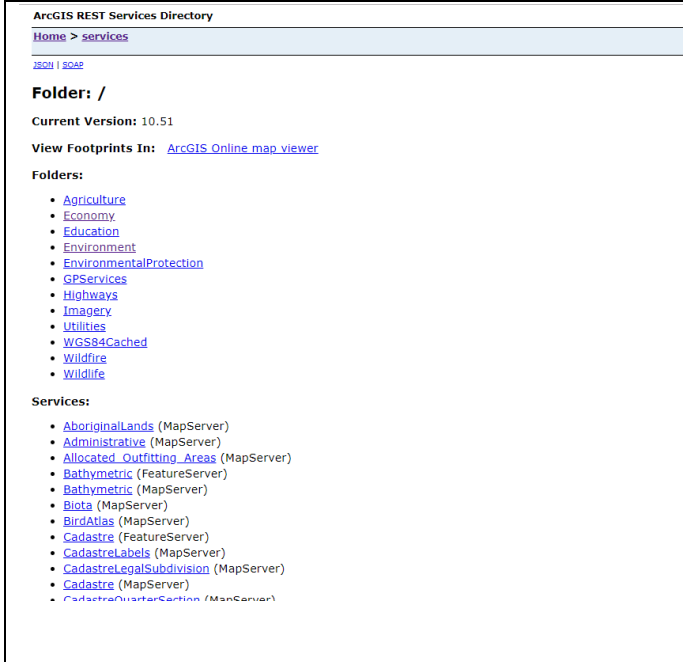 ArcGIS REST Services Directory
Home > services
JSON | SOAP
Folder: /
Current Version: 10.51
View Footprints In: ArcGIS Online map viewer
Folders:
• Agriculture
• Economy
• Education
• Environment
• EnvironmentalProtection
• GPServices
• Highways
• Imagery
• Utilities
• WGS84Cached
• Wildfire
• Wildlife
Services:
• AboriginalLands (MapServer)
• Administrative (MapServer)
• Allocated_Outfitting_Areas (MapServer)
• Bathymetric (FeatureServer)
• Bathymetric (MapServer)
• Biota (MapServer)
• BirdAtlas (MapServer)
• Cadastre (FeatureServer)
• CadastreLabels (MapServer)
• CadastreLegalSubdivision (MapServer)
• Cadastre (MapServer)
• CadastreQuarterSection (MapServer)